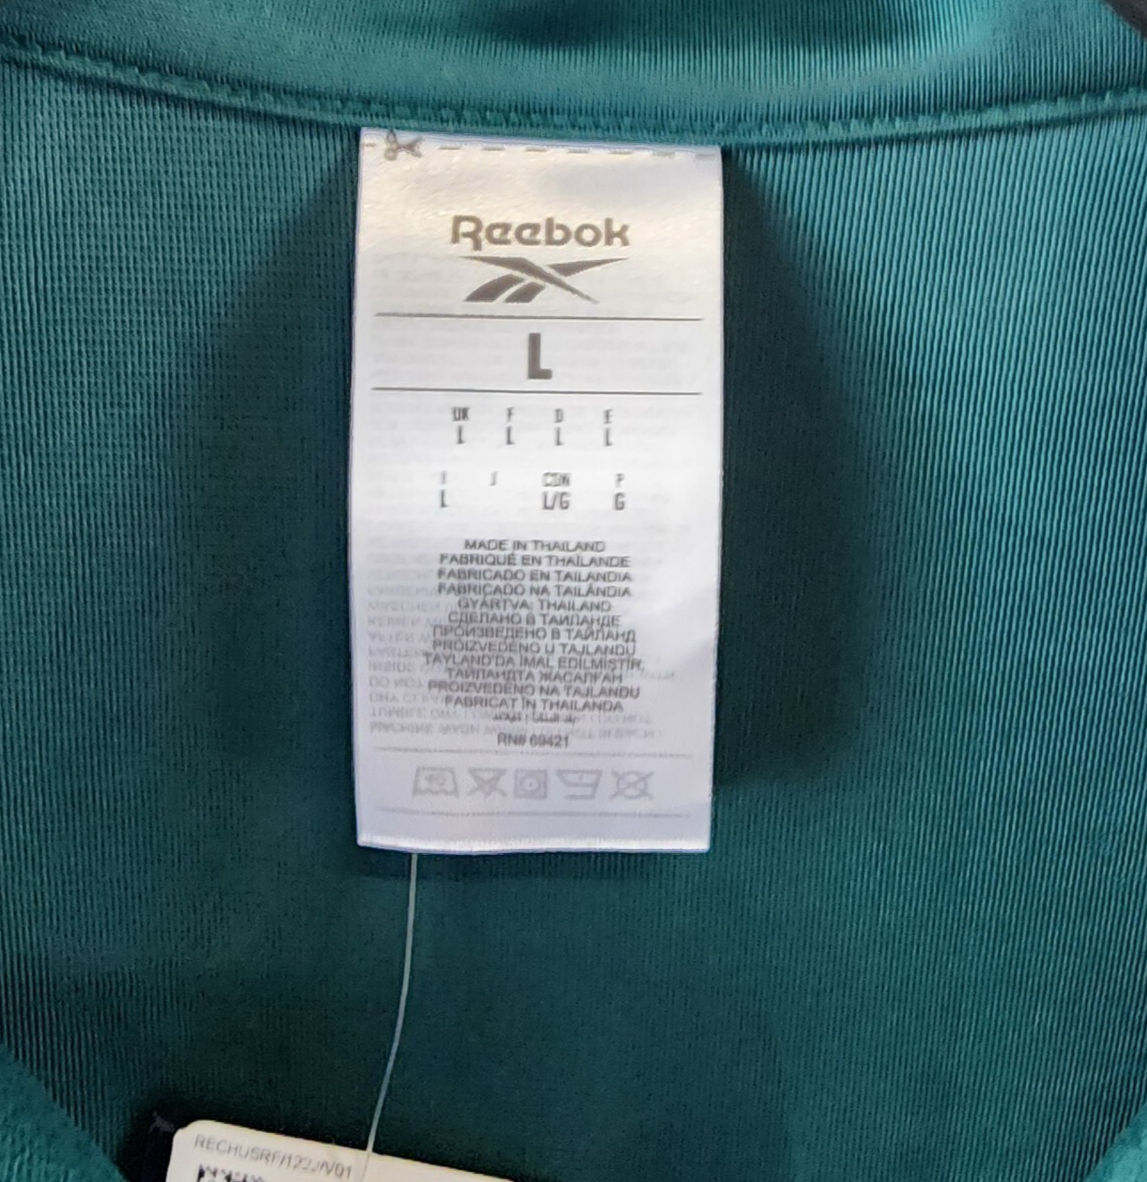 Reebok
L
UK F D E
L L L L
I J CDN P
L L/G G
MADE IN THAILAND
FABRIQUÉ EN THAÏLANDE
FABRICADO EN TAILANDIA
FABRICADO NA TAILÂNDIA
GYÁRTVA: THAILAND
СДЕЛАНО В ТАИЛАНДЕ
ПРОИЗВЕДЕНО В ТАЙЛАНД
PROIZVEDENO U TAJLANDU
TAYLAND'DA İMAL EDİLMİŞTİR.
ТАЙЛАНДТА ЖАСАЛҒАН
PROIZVEDENO NA TAJLANDU
FABRICAT ÎN THAILANDA
RN# 69421
40